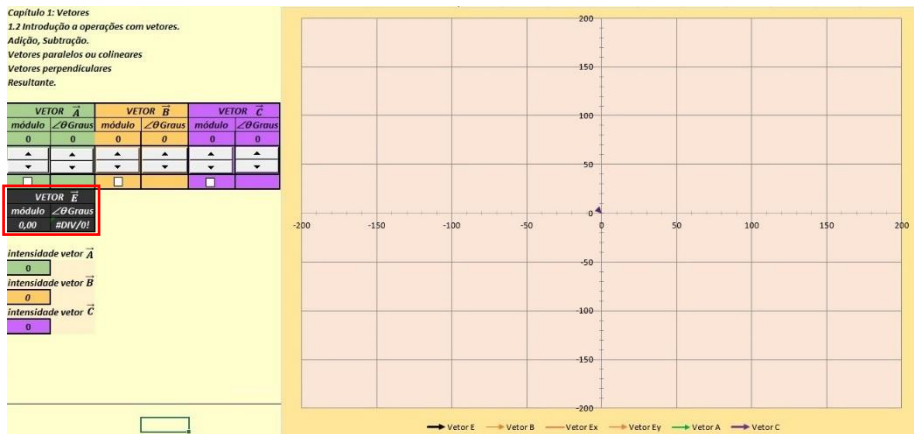 Capítulo 1: Vetores
1.2 Introdução a operações com vetores.
Adição, Subtração.
Vetores paralelos ou colineares
Vetores perpendiculares
Resultante.
VETOR A VETOR B VETOR C
módulo ∠θGraus módulo ∠θGraus módulo ∠θGraus
0 0 0 0 0 0
VETOR E
módulo ∠θGraus
0,00 #DIV/0!
intensidade vetor A
0
intensidade vetor B
0
intensidade vetor C
0
200
150
100
50
0
-200 -150 -100 -50 0 50 100 150 200
-50
-100
-150
-200
Vetor E Vetor B Vetor Ex Vetor Ey Vetor A Vetor C